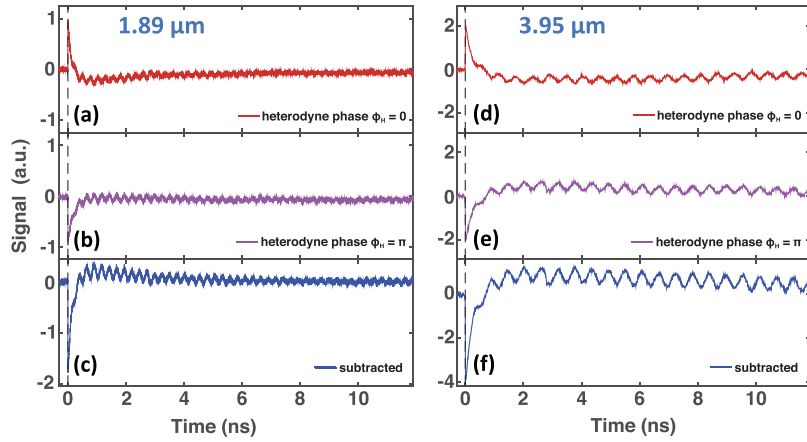 1.89 µm
3.95 µm
1
0
-1
(a)
heterodyne phase ϕH = 0
2
0
-2
(d)
heterodyne phase ϕH = 0
Signal (a.u.)
1
0
-1
(b)
heterodyne phase ϕH = π
2
0
-2
(e)
heterodyne phase ϕH = π
0
-1
-2
(c)
subtracted
0
-2
-4
(f)
subtracted
0 2 4 6 8 10
0 2 4 6 8 10
Time (ns)
Time (ns)